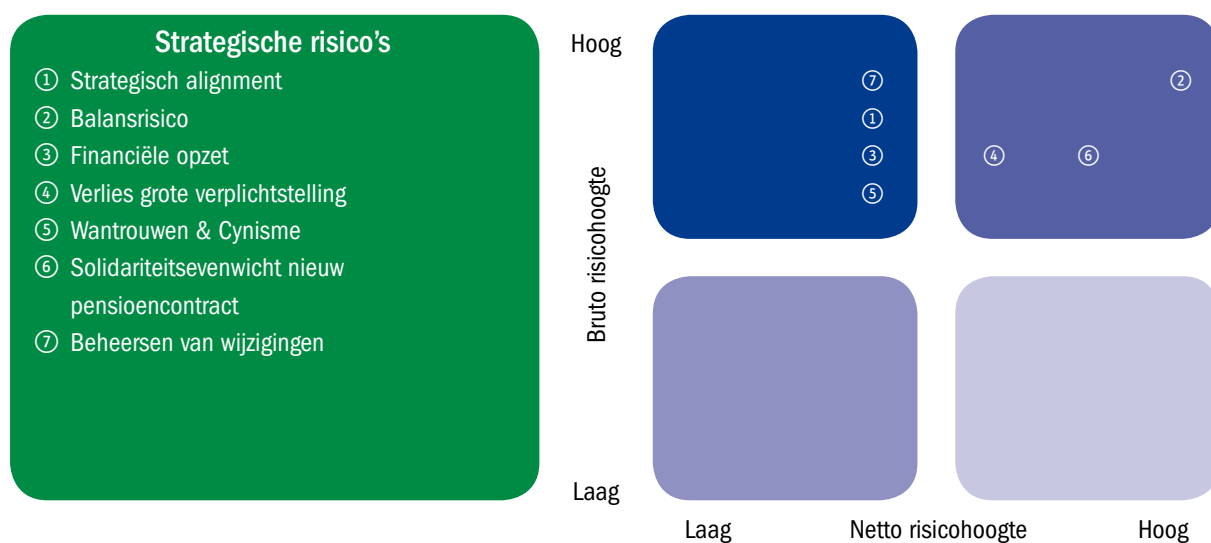 Strategische risico’s
① Strategisch alignment
② Balansrisico
③ Financiële opzet
④ Verlies grote verplichtstelling
⑤ Wantrouwen & Cynisme
⑥ Solidariteitsevenwicht nieuw
pensioencontract
⑦ Beheersen van wijzigingen
Hoog
Bruto risicohoogte
Laag
⑦
②
①
③
④
⑥
⑤
Laag
Netto risicohoogte
Hoog